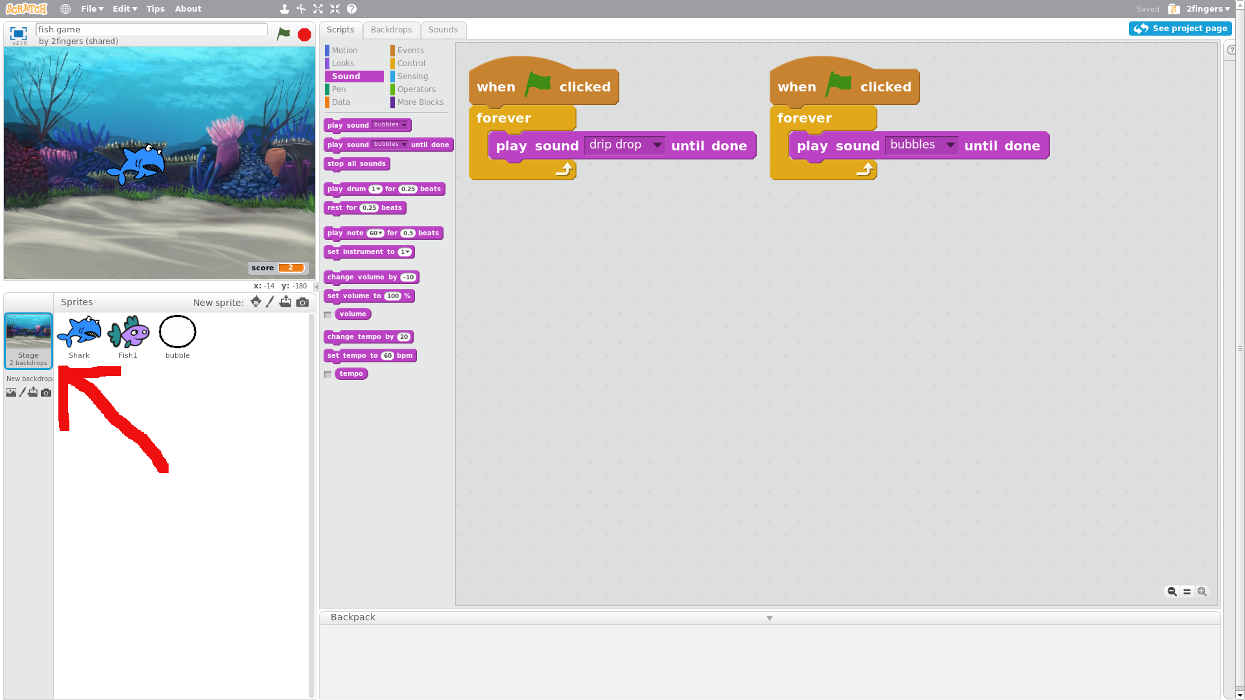 SCRATCH File Edit Tips About Saved 2fingers
fish game
by 2fingers (shared)
v416
Scripts Backdrops Sounds
See project page
Motion Events
Looks Control
Sound Sensing
Pen Operators
Data More Blocks
play sound bubbles
play sound bubbles until done
stop all sounds
play drum 1 for 0.25 beats
rest for 0.25 beats
play note 60 for 0.5 beats
set instrument to 1
change volume by -10
set volume to 100 %
volume
change tempo by 20
set tempo to 60 bpm
tempo
when clicked
forever
play sound drip drop until done
when clicked
forever
play sound bubbles until done
score 2
x: -14 y: -180
Sprites New sprite:
Stage
2 backdrops
Shark
Fish1
bubble
New backdrop:
Backpack